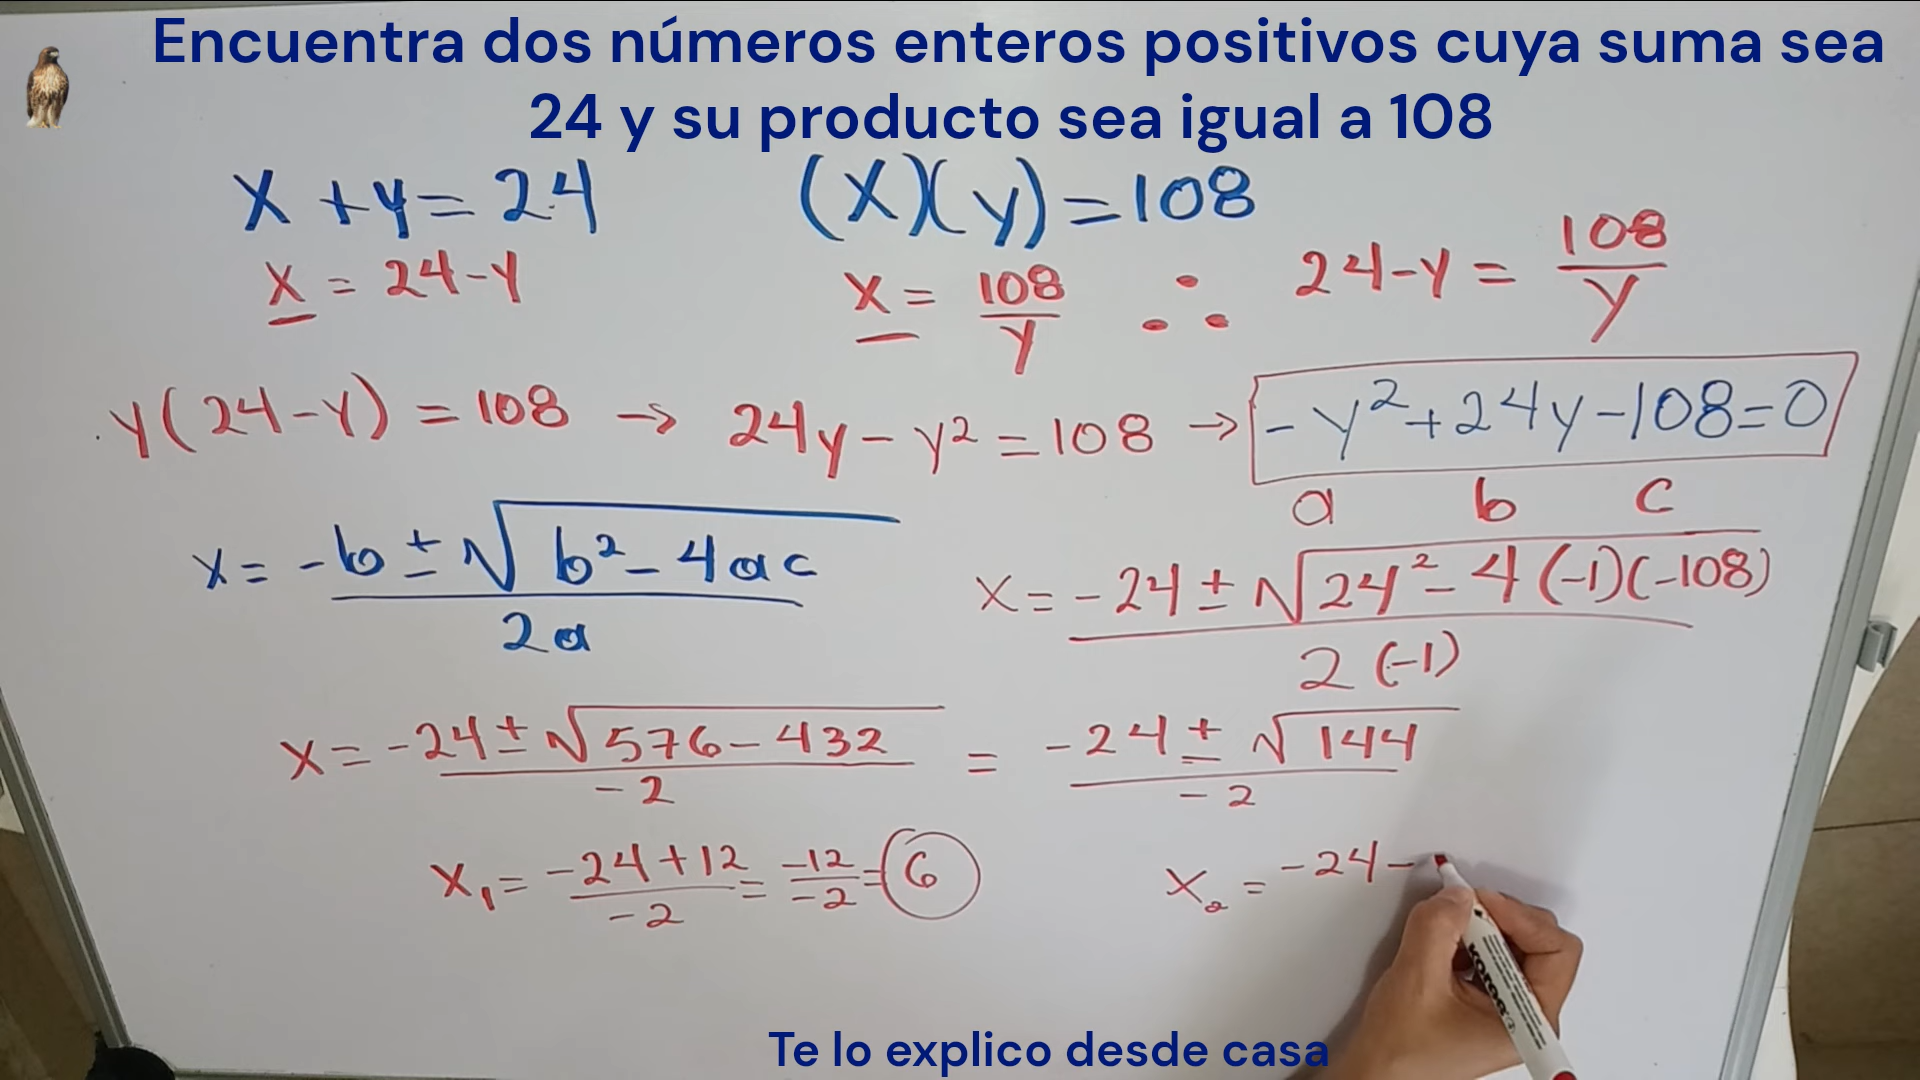 Encuentra dos números enteros positivos cuya suma sea
24 y su producto sea igual a 108
x + y = 24 (x)(y) = 108
x = 24 - y x = 108/y ∴ 24 - y = 108/y
y(24 - y) = 108 → 24y - y² = 108 → -y² + 24y - 108 = 0
a b c
x = -b ± √b² - 4ac / 2a x = -24 ± √24² - 4(-1)(-108) / 2(-1)
x = -24 ± √576 - 432 / -2 = -24 ± √144 / -2
x₁ = -24 + 12 / -2 = -12 / -2 = 6 x₂ = -24 -
Te lo explico desde casa